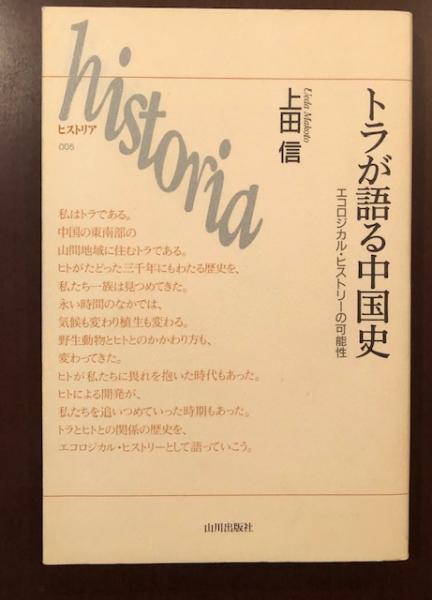 historia
ヒストリア
005
トラが語る中国史
エコロジカル・ヒストリーの可能性
Ueda Makoto
上田 信
私はトラである。
中国の東南部の
山間地域に住むトラである。
ヒトがたどった三千年にもわたる歴史を、
私たち一族は見つめてきた。
永い時間のなかでは、
気候も変わり植生も変わる。
野生動物とヒトとのかかわり方も、
変わってきた。
ヒトが私たちに畏れを抱いた時代もあった。
ヒトによる開発が、
私たちを追いつめていった時期もあった。
トラとヒトとの関係の歴史を、
エコロジカル・ヒストリーとして語っていこう。
山川出版社